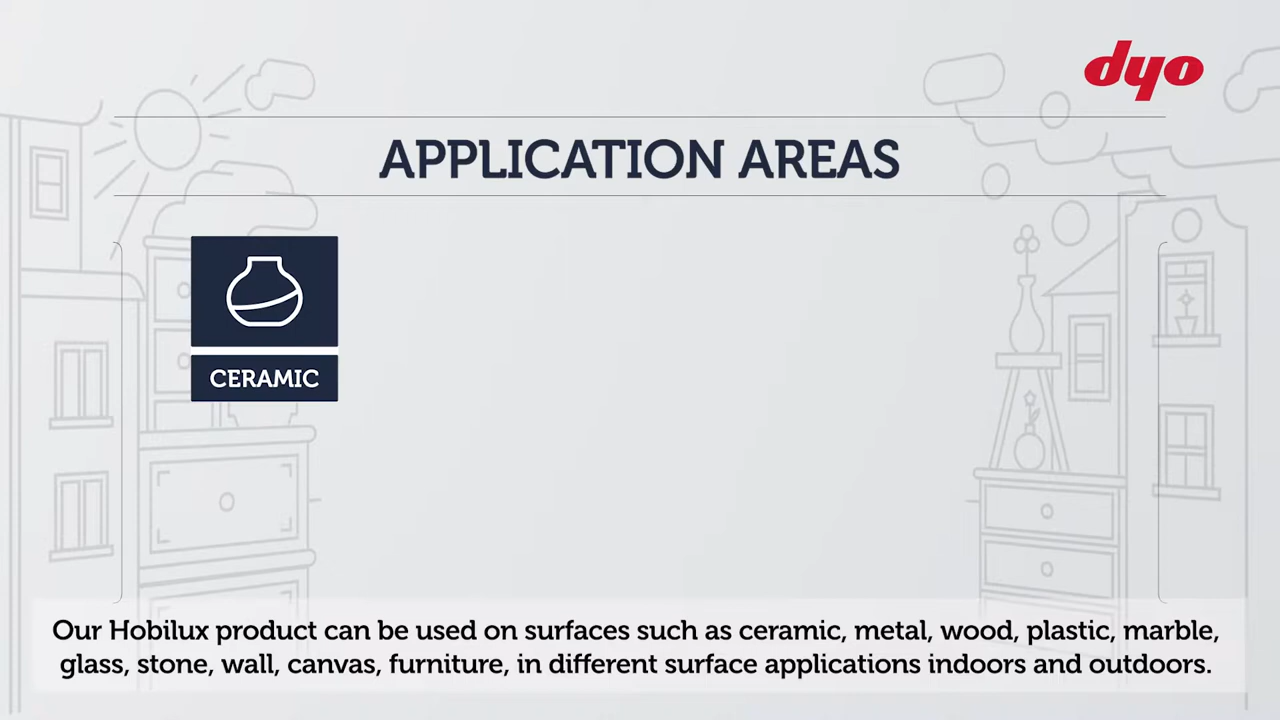 dyo
APPLICATION AREAS
CERAMIC
Our Hobilux product can be used on surfaces such as ceramic, metal, wood, plastic, marble,
glass, stone, wall, canvas, furniture, in different surface applications indoors and outdoors.